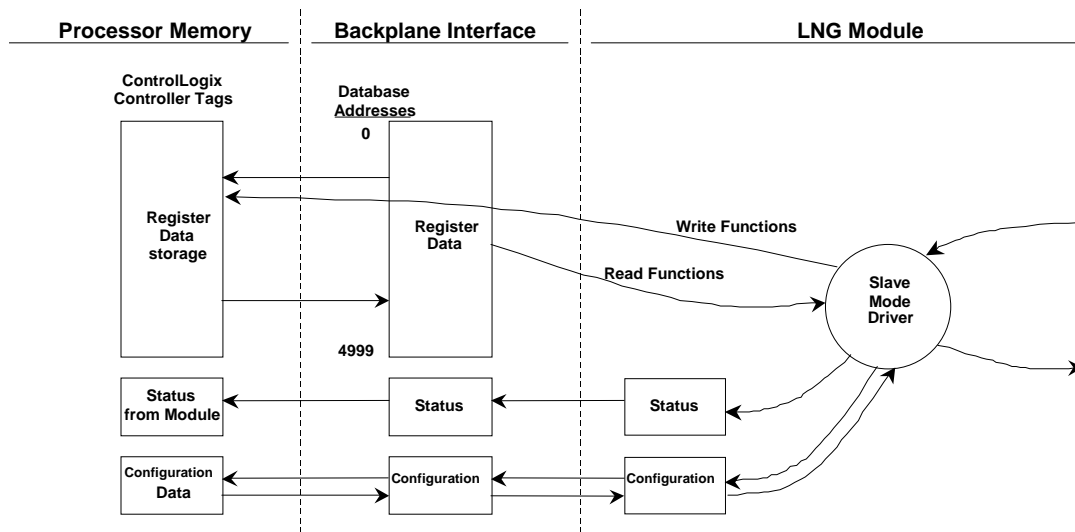 Processor Memory
Backplane Interface
LNG Module
ControlLogix
Controller Tags
Database
Addresses
0
Register
Data
storage
Register
Data
4999
Write Functions
Read Functions
Slave
Mode
Driver
Status
from Module
Status
Status
Configuration
Data
Configuration
Configuration